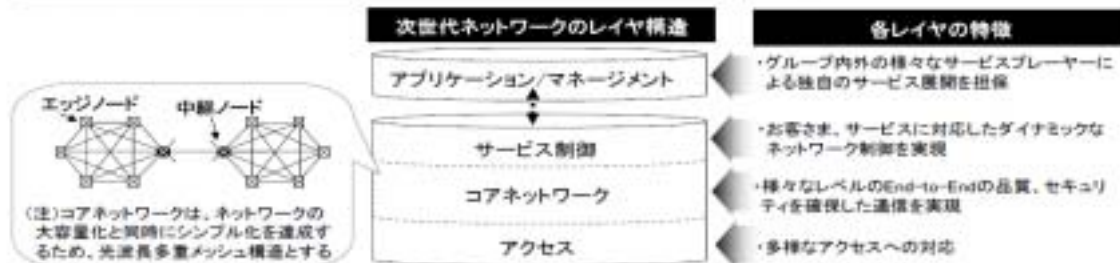 次世代ネットワークのレイヤ構造
各レイヤの特徴
アプリケーション/マネージメント
・グループ内外の様々なサービスプレーヤーに
よる独自のサービス展開を担保
エッジノード
中継ノード
サービス制御
・お客さま、サービスに対応したダイナミックな
ネットワーク制御を実現
コアネットワーク
・様々なレベルのEnd-to-Endの品質、セキュリ
ティを確保した通信を実現
(注)コアネットワークは、ネットワークの
大容量化と同時にシンプル化を達成す
るため、光波長多重メッシュ構造とする
アクセス
・多様なアクセスへの対応